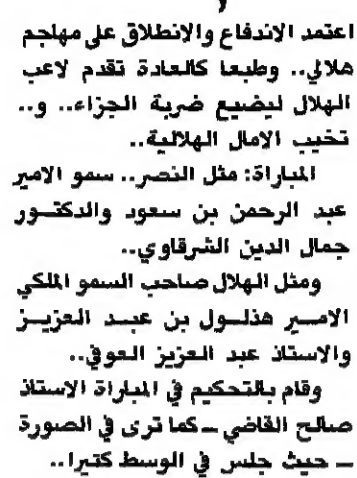 اعتمد الاندفاع والانطلاق على مهاجم
هلالي.. وطبعا كالعادة تقدم لاعب
الهلال ليضيع ضربة الجزاء.. و..
تخيب الامال الهلالية..
المباراة: مثل النصر.. سمو الامير
عبد الرحمن بن سعود والدكتور
جمال الدين الشرقاوي..
ومثل الهلال صاحب السمو الملكي
الامير هذلول بن عبد العزيز
والاستاذ عبد العزيز العوفي..
وقام بالتحكيم في المباراة الاستاذ
صالح القاضي ــ كما ترى في الصورة
ــ حيث جلس في الوسط كثيرا..